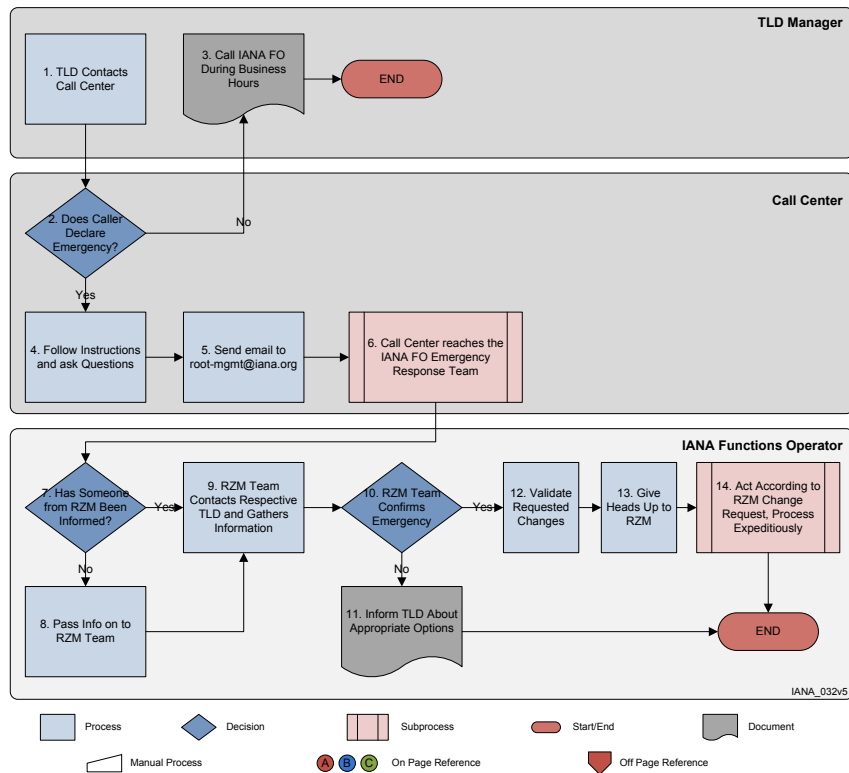 TLD Manager
1. TLD Contacts
Call Center
3. Call IANA FO
During Business
Hours
END
Call Center
2. Does Caller
Declare
Emergency?
No
Yes
4. Follow Instructions
and ask Questions
5. Send email to
root-mgmt@iana.org
6. Call Center reaches the
IANA FO Emergency
Response Team
IANA Functions Operator
7. Has Someone
from RZM Been
Informed?
Yes
No
8. Pass Info on to
RZM Team
9. RZM Team
Contacts Respective
TLD and Gathers
Information
10. RZM Team
Confirms
Emergency
Yes
No
11. Inform TLD About
Appropriate Options
12. Validate
Requested
Changes
13. Give
Heads Up to
RZM
14. Act According to
RZM Change
Request, Process
Expeditiously
END
IANA_032v5
Process
Decision
Subprocess
Start/End
Document
Manual Process
A B C On Page Reference
Off Page Reference